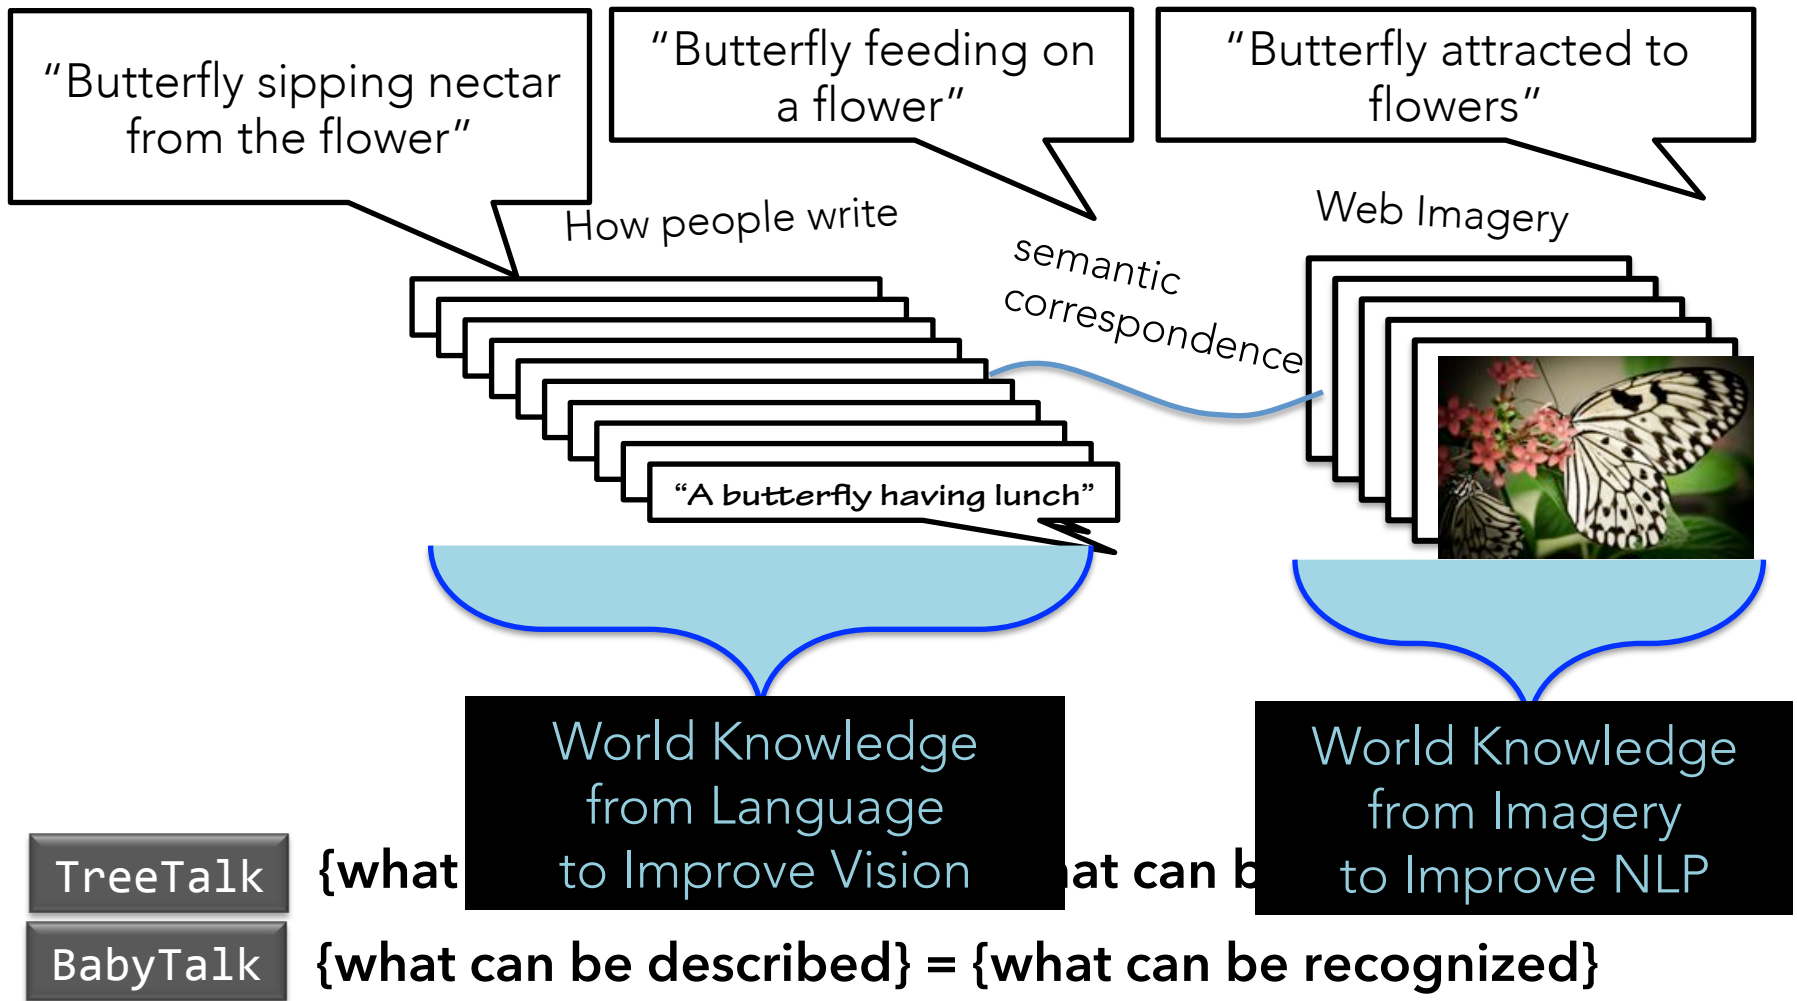 “Butterfly sipping nectar
from the flower”
“Butterfly feeding on
a flower”
“Butterfly attracted to
flowers”
How people write
semantic
correspondence
Web Imagery
“A butterfly having lunch”
World Knowledge
from Language
to Improve Vision
World Knowledge
from Imagery
to Improve NLP
TreeTalk {what at can b
BabyTalk {what can be described} = {what can be recognized}